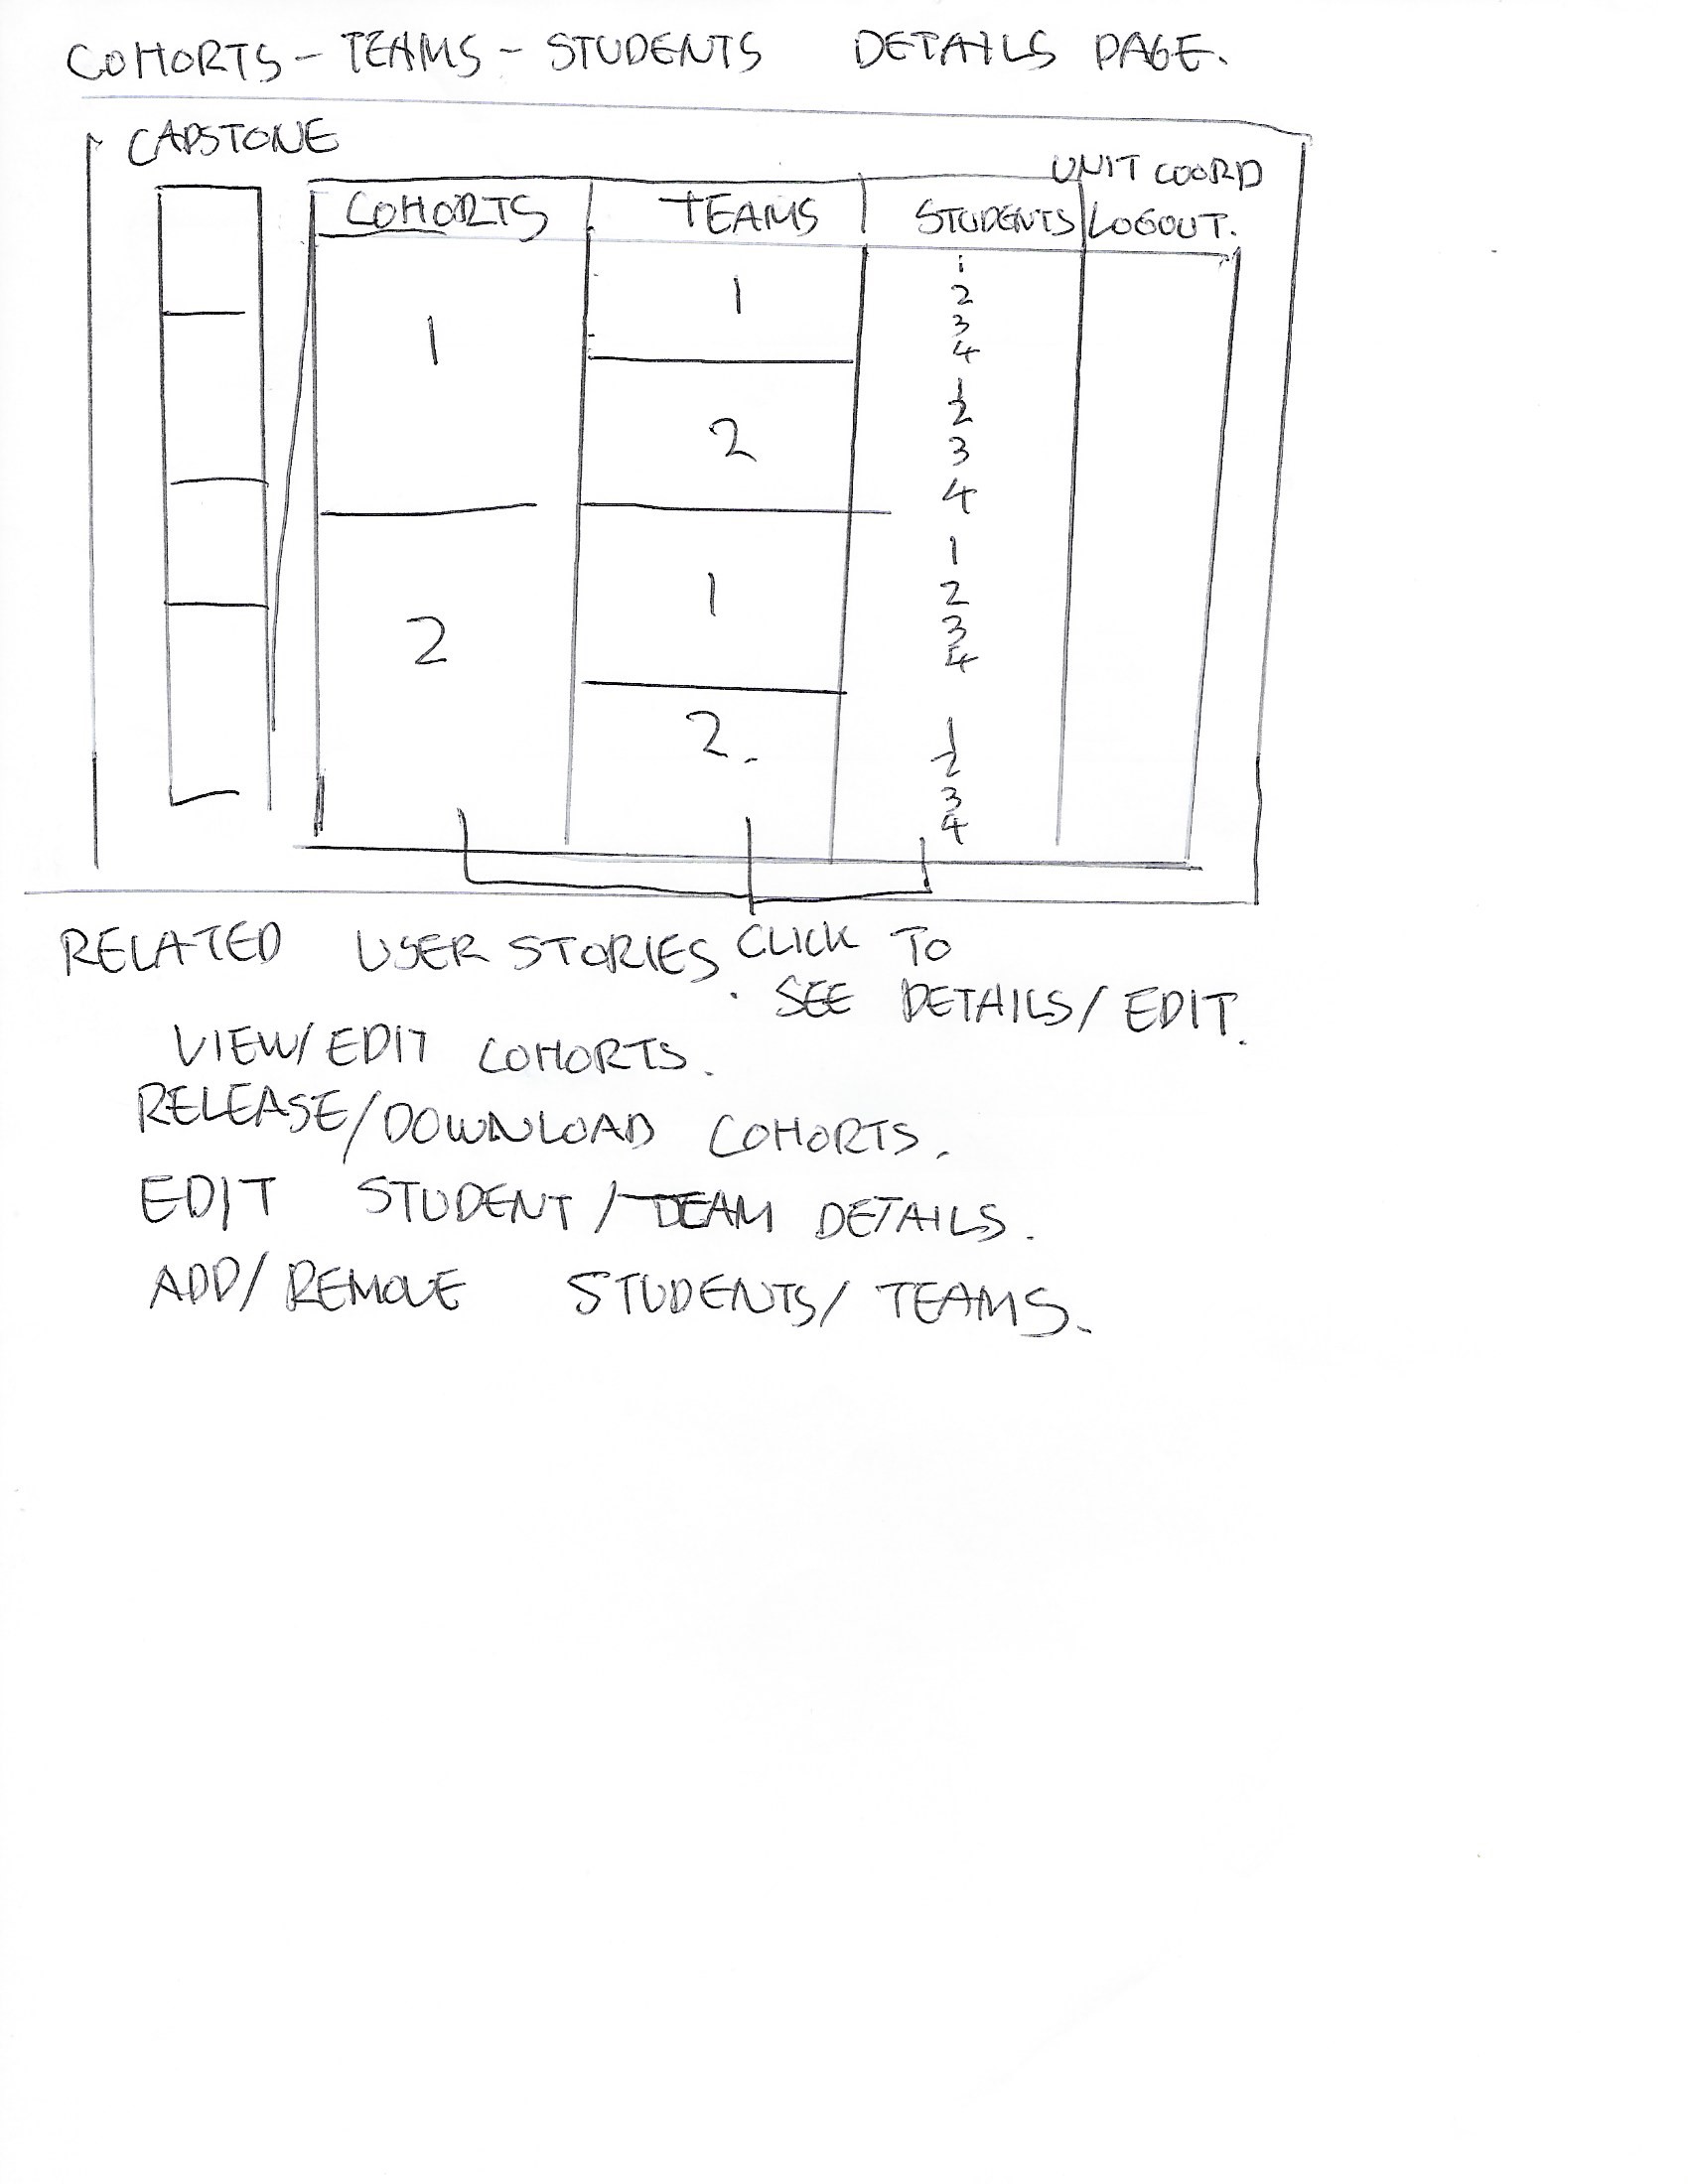 COHORTS - TEAMS - STUDENTS DETAILS PAGE.
CAPSTONE
UNIT COORD
COHORTS TEAMS STUDENTS LOGOUT.
1
1
1
2
3
4
2
1
2
3
4
2
1
1
2
3
4
2.
1
2
3
4
RELATED USER STORIES.
CLICK TO
SEE DETAILS/EDIT.
VIEW/EDIT COHORTS.
RELEASE/DOWNLOAD COHORTS.
EDIT STUDENT/TEAM DETAILS.
ADD/REMOVE STUDENTS/TEAMS.